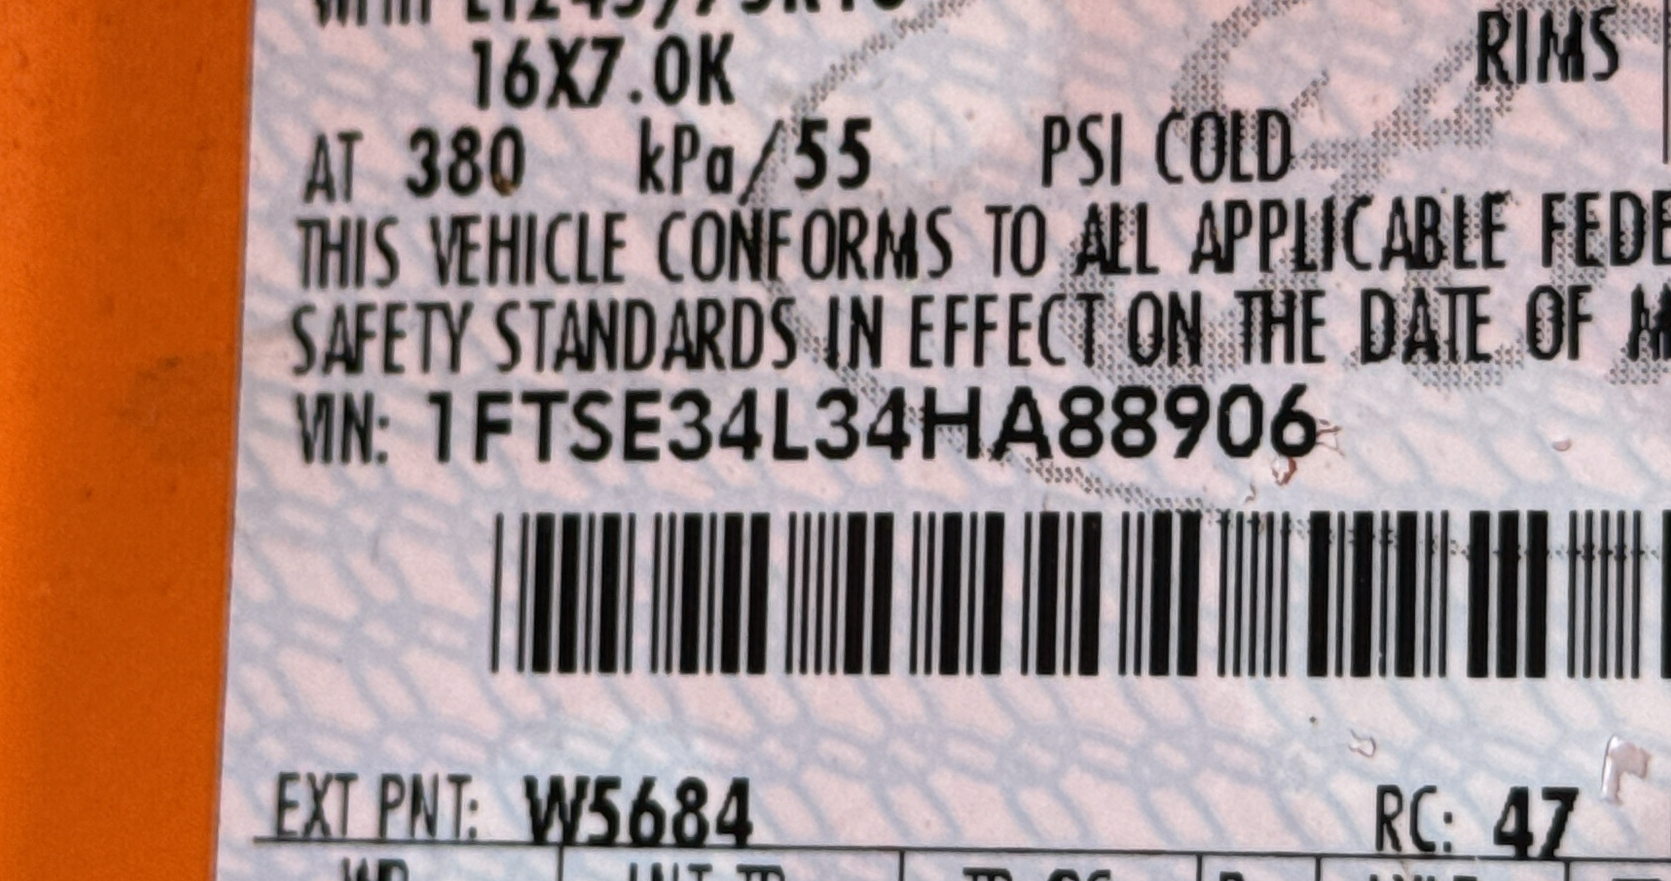 16X7.0K RIMS
AT 380 kPa/55 PSI COLD
THIS VEHICLE CONFORMS TO ALL APPLICABLE FEDE
SAFETY STANDARDS IN EFFECT ON THE DATE OF M
VIN: 1FTSE34L34HA88906
EXT PNT: W5684 RC: 47